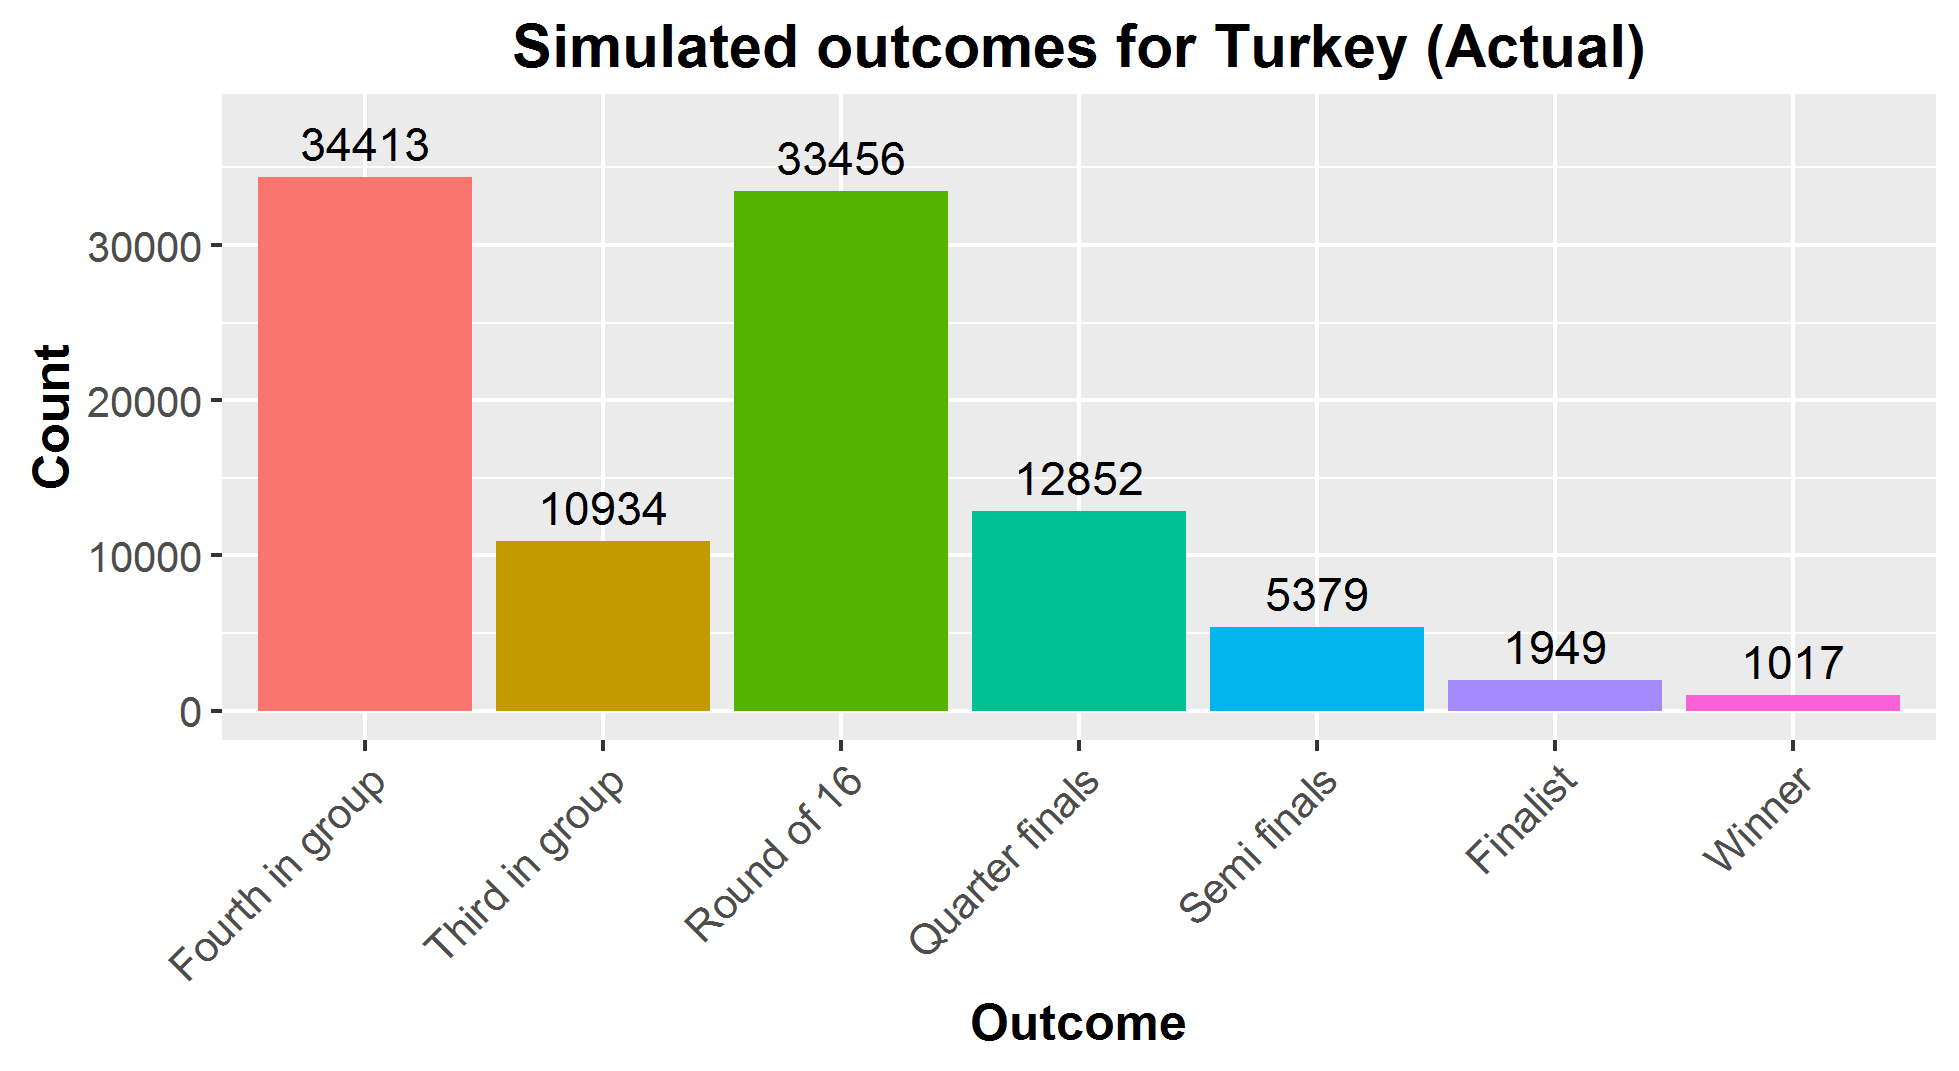 Simulated outcomes for Turkey (Actual)
34413
10934
33456
12852
5379
1949
1017
Count
30000
20000
10000
0
Fourth in group
Third in group
Round of 16
Quarter finals
Semi finals
Finalist
Winner
Outcome